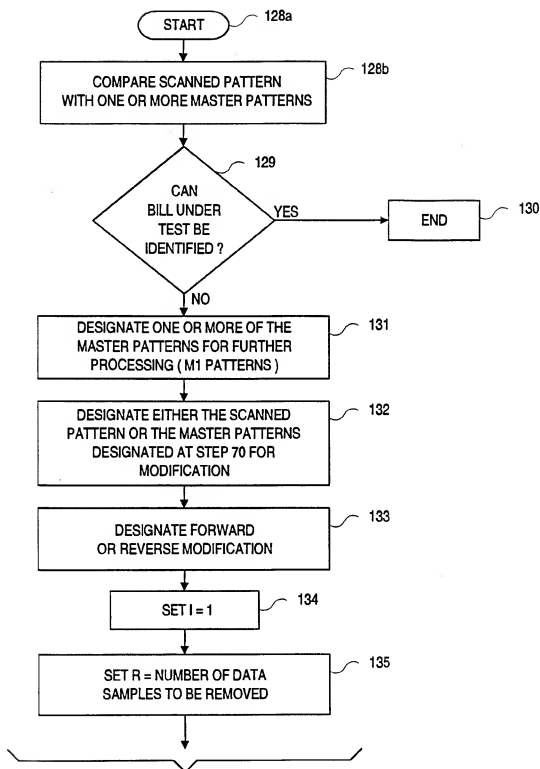 START
128a
COMPARE SCANNED PATTERN
WITH ONE OR MORE MASTER PATTERNS
128b
CAN
BILL UNDER
TEST BE
IDENTIFIED ?
129
YES
END
130
NO
DESIGNATE ONE OR MORE OF THE
MASTER PATTERNS FOR FURTHER
PROCESSING ( M1 PATTERNS )
131
DESIGNATE EITHER THE SCANNED
PATTERN OR THE MASTER PATTERNS
DESIGNATED AT STEP 70 FOR
MODIFICATION
132
DESIGNATE FORWARD
OR REVERSE MODIFICATION
133
SET I = 1
134
SET R = NUMBER OF DATA
SAMPLES TO BE REMOVED
135